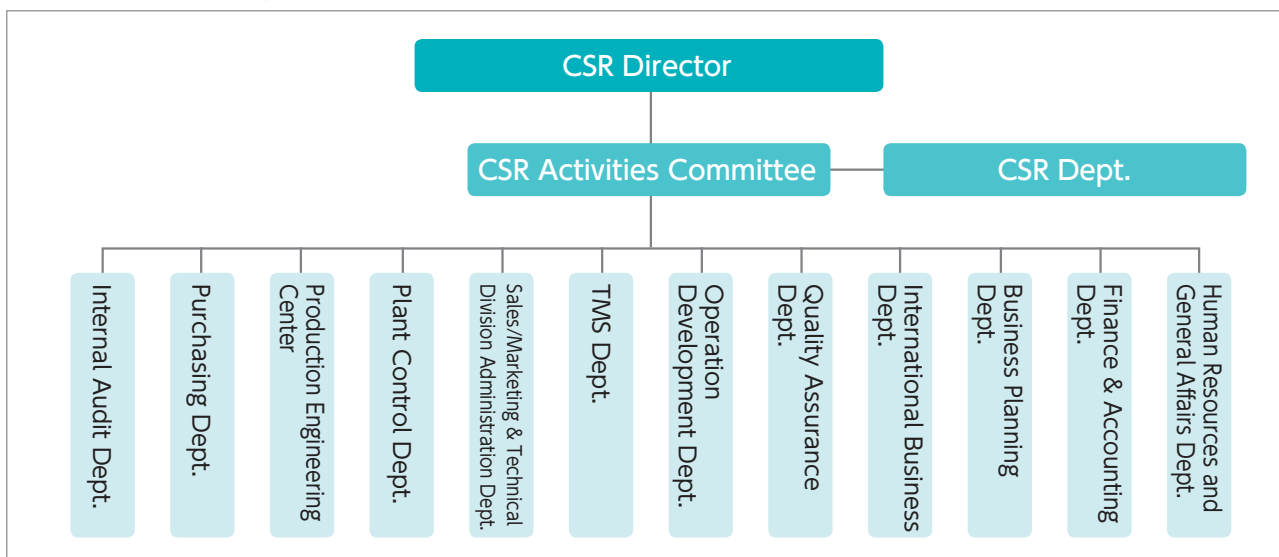 CSR Director
CSR Activities Committee
CSR Dept.
Internal Audit Dept.
Purchasing Dept.
Production Engineering
Center
Plant Control Dept.
Sales/Marketing & Technical
Division Administration Dept.
TMS Dept.
Operation
Development Dept.
Quality Assurance
Dept.
International Business
Dept.
Business Planning
Dept.
Finance & Accounting
Dept.
Human Resources and
General Affairs Dept.